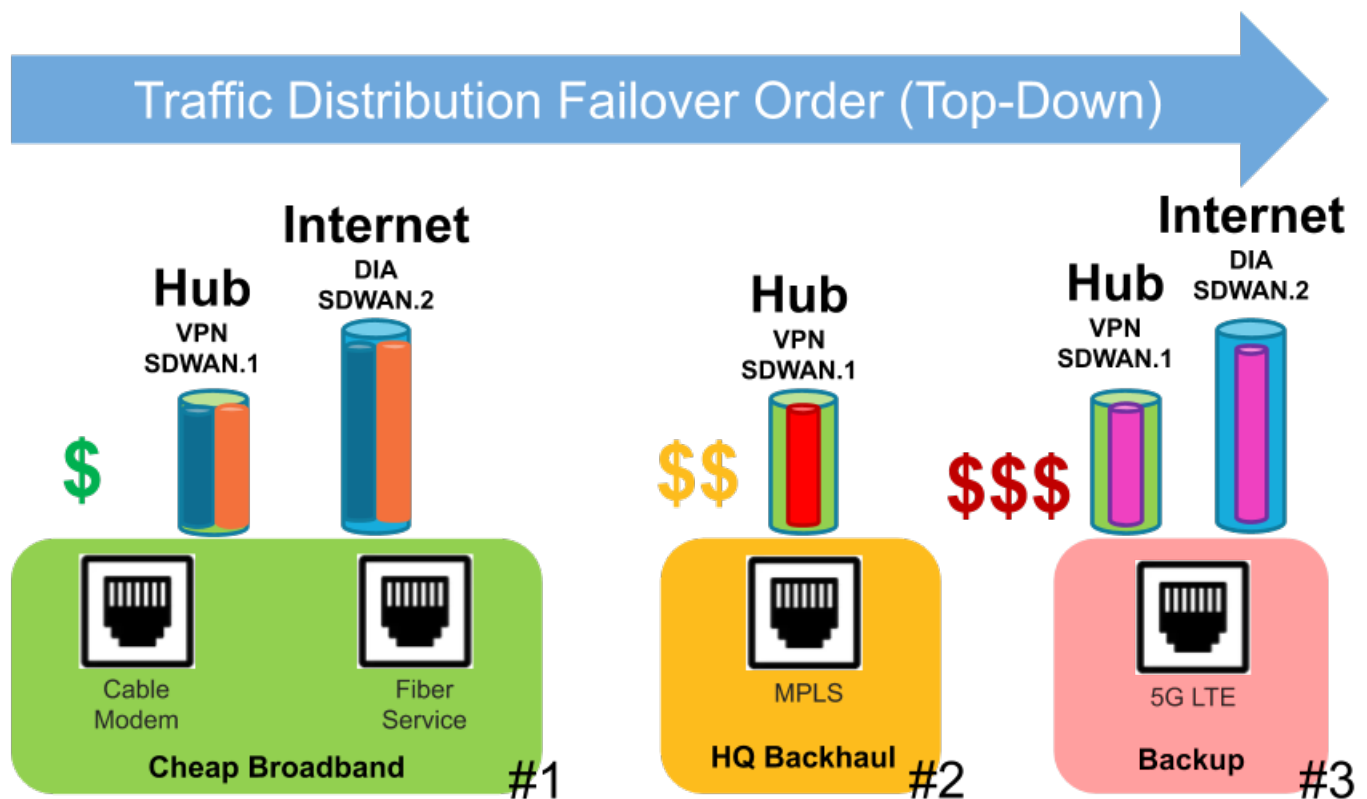 Traffic Distribution Failover Order (Top-Down)
Hub
VPN
SDWAN.1
Internet
DIA
SDWAN.2
$
Cable
Modem
Fiber
Service
Cheap Broadband
#1
Hub
VPN
SDWAN.1
$$
MPLS
HQ Backhaul
#2
Hub
VPN
SDWAN.1
Internet
DIA
SDWAN.2
$$$
5G LTE
Backup
#3